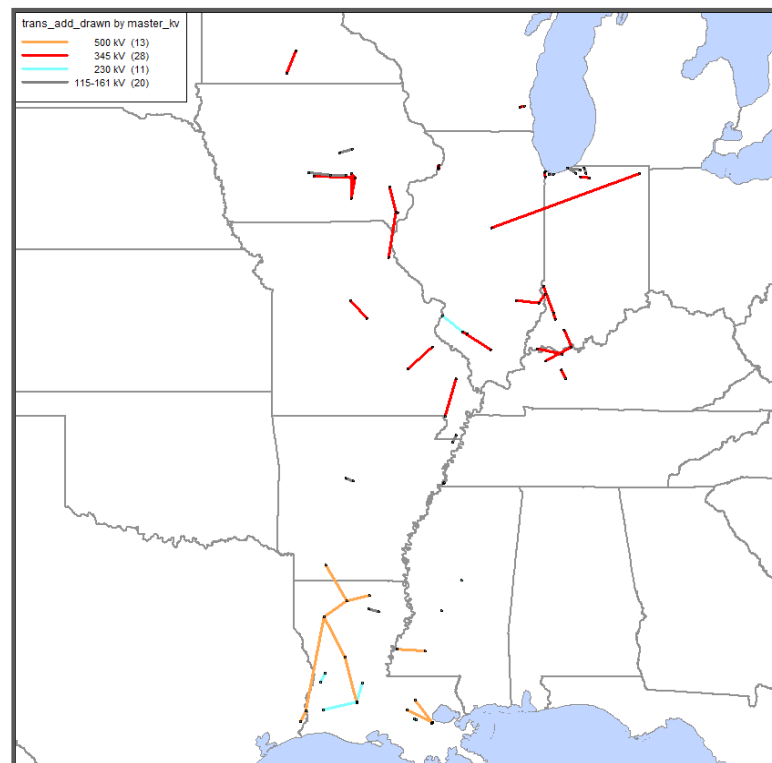 trans_add_drawn by master_kv
500 kV (13)
345 kV (28)
230 kV (11)
115-161 kV (20)